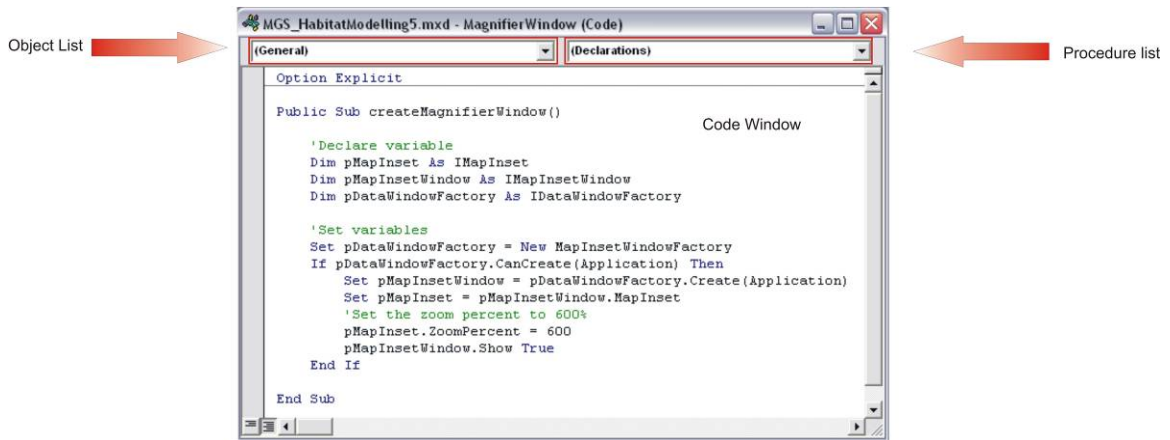 MGS_HabitatModelling5.mxd - MagnifierWindow (Code)
Object List
(General)
(Declarations)
Procedure list
Option Explicit
Public Sub createMagnifierWindow()
Code Window
'Declare variable
Dim pMapInset As IMapInset
Dim pMapInsetWindow As IMapInsetWindow
Dim pDataWindowFactory As IDataWindowFactory
'Set variables
Set pDataWindowFactory = New MapInsetWindowFactory
If pDataWindowFactory.CanCreate(Application) Then
Set pMapInsetWindow = pDataWindowFactory.Create(Application)
Set pMapInset = pMapInsetWindow.MapInset
'Set the zoom percent to 600%
pMapInset.ZoomPercent = 600
pMapInsetWindow.Show True
End If
End Sub